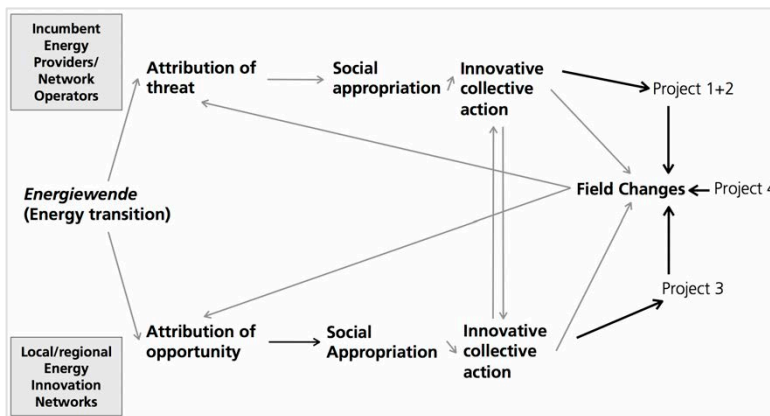 Incumbent
Energy
Providers/
Network
Operators
Attribution of
threat
Social
appropriation
Innovative
collective
action
Project 1+2
Energiewende
(Energy transition)
Field Changes
Project 4
Project 3
Local/regional
Energy
Innovation
Networks
Attribution of
opportunity
Social
Appropriation
Innovative
collective
action